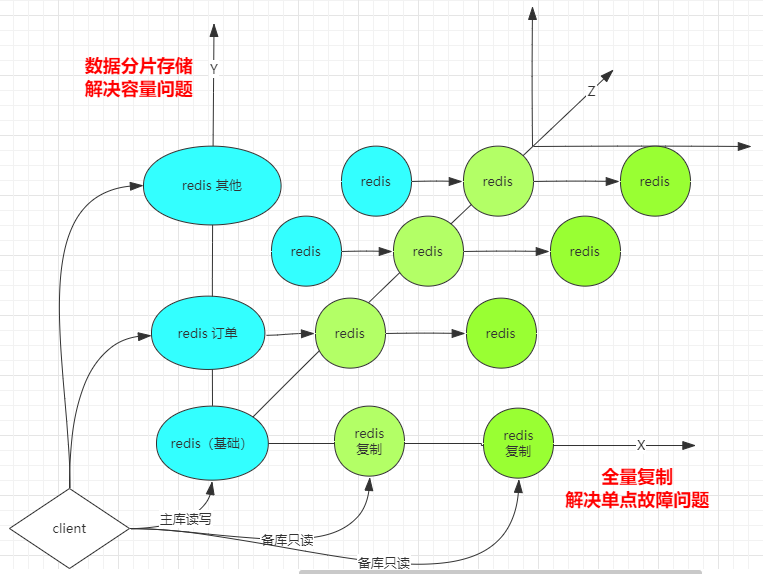 数据分片存储
解决容量问题
Y
Z
redis 其他
redis
redis
redis
redis
redis
redis
redis 订单
redis
redis
redis（基础）
redis
复制
redis
复制
X
全量复制
解决单点故障问题
client
主库读写
备库只读
备库只读